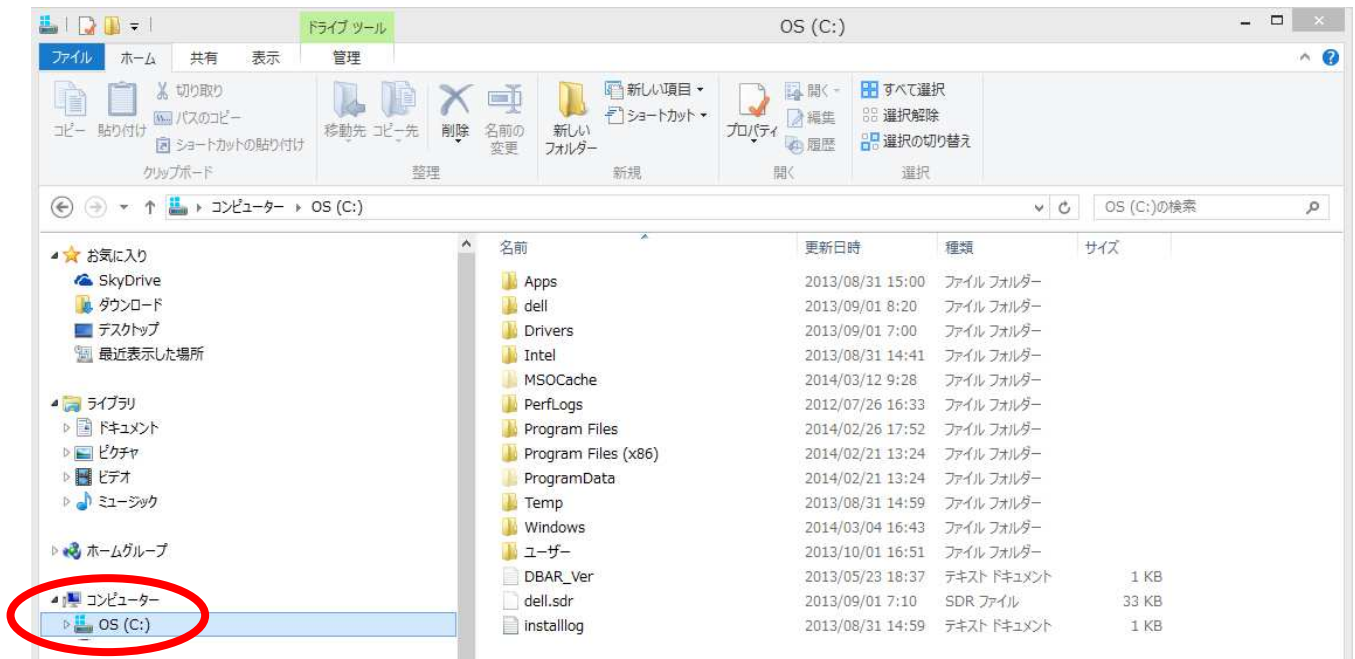 ドライブ ツール
OS (C:)
ファイル ホーム 共有 表示 管理
コピー
貼り付け
切り取り
パスのコピー
ショートカットの貼り付け
クリップボード
移動先
コピー先
削除
名前の
変更
整理
新しい
フォルダー
新しい項目
ショートカット
新規
プロパティ
開く
編集
履歴
開く
すべて選択
選択解除
選択の切り替え
選択
コンピューター OS (C:)
OS (C:)の検索
お気に入り
SkyDrive
ダウンロード
デスクトップ
最近表示した場所
ライブラリ
ドキュメント
ピクチャ
ビデオ
ミュージック
ホームグループ
コンピューター
OS (C:)
名前 更新日時 種類 サイズ
Apps 2013/08/31 15:00 ファイル フォルダー
dell 2013/09/01 8:20 ファイル フォルダー
Drivers 2013/09/01 7:00 ファイル フォルダー
Intel 2013/08/31 14:41 ファイル フォルダー
MSOCache 2014/03/12 9:28 ファイル フォルダー
PerfLogs 2012/07/26 16:33 ファイル フォルダー
Program Files 2014/02/26 17:52 ファイル フォルダー
Program Files (x86) 2014/02/21 13:24 ファイル フォルダー
ProgramData 2014/02/21 13:24 ファイル フォルダー
Temp 2013/08/31 14:59 ファイル フォルダー
Windows 2014/03/04 16:43 ファイル フォルダー
ユーザー 2013/10/01 16:51 ファイル フォルダー
DBAR_Ver 2013/05/23 18:37 テキスト ドキュメント 1 KB
dell.sdr 2013/09/01 7:10 SDR ファイル 33 KB
installlog 2013/08/31 14:59 テキスト ドキュメント 1 KB